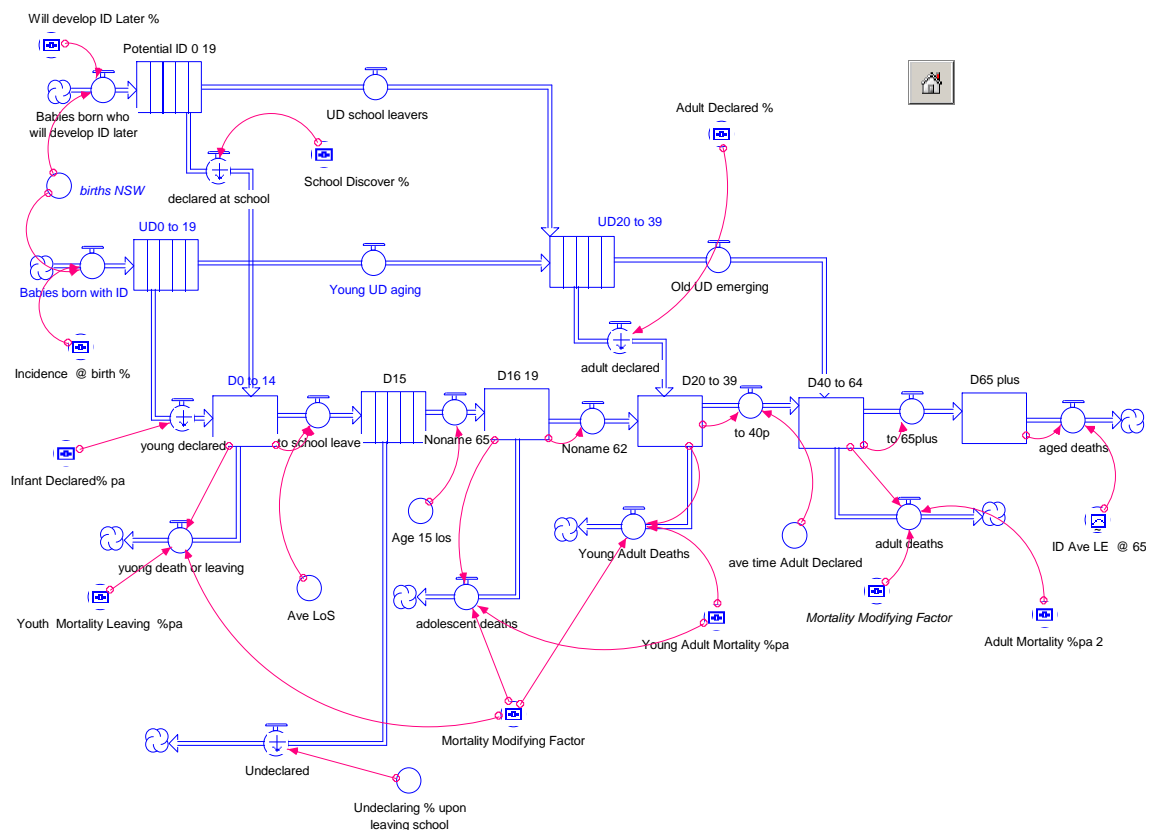 Will develop ID Later %
Potential ID 0 19
Babies born who
will develop ID later
UD school leavers
Adult Declared %
births NSW
declared at school
School Discover %
UD0 to 19
UD20 to 39
Babies born with ID
Young UD aging
Old UD emerging
Incidence @ birth %
adult declared
D0 to 14
D15
D16 19
D20 to 39
D40 to 64
D65 plus
young declared
to school leave
Noneame 65
Noname 62
to 40p
to 65plus
aged deaths
Infant Declared% pa
Age 15 los
yuong death or leaving
Young Adult Deaths
ave time Adult Declared
adult deaths
ID Ave LE @ 65
Youth Mortality Leaving %pa
Ave LoS
adolescent deaths
Young Adult Mortality %pa
Mortality Modifying Factor
Adult Mortality %pa 2
Mortality Modifying Factor
Undeclared
Undeclaring % upon
leaving school